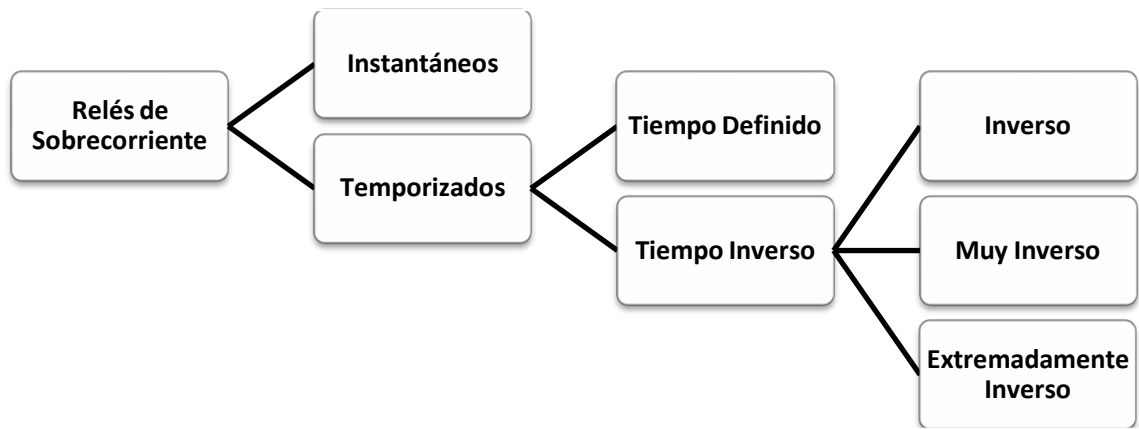 Relés de
Sobrecorriente
Instantáneos
Temporizados
Tiempo Definido
Tiempo Inverso
Inverso
Muy Inverso
Extremadamente
Inverso